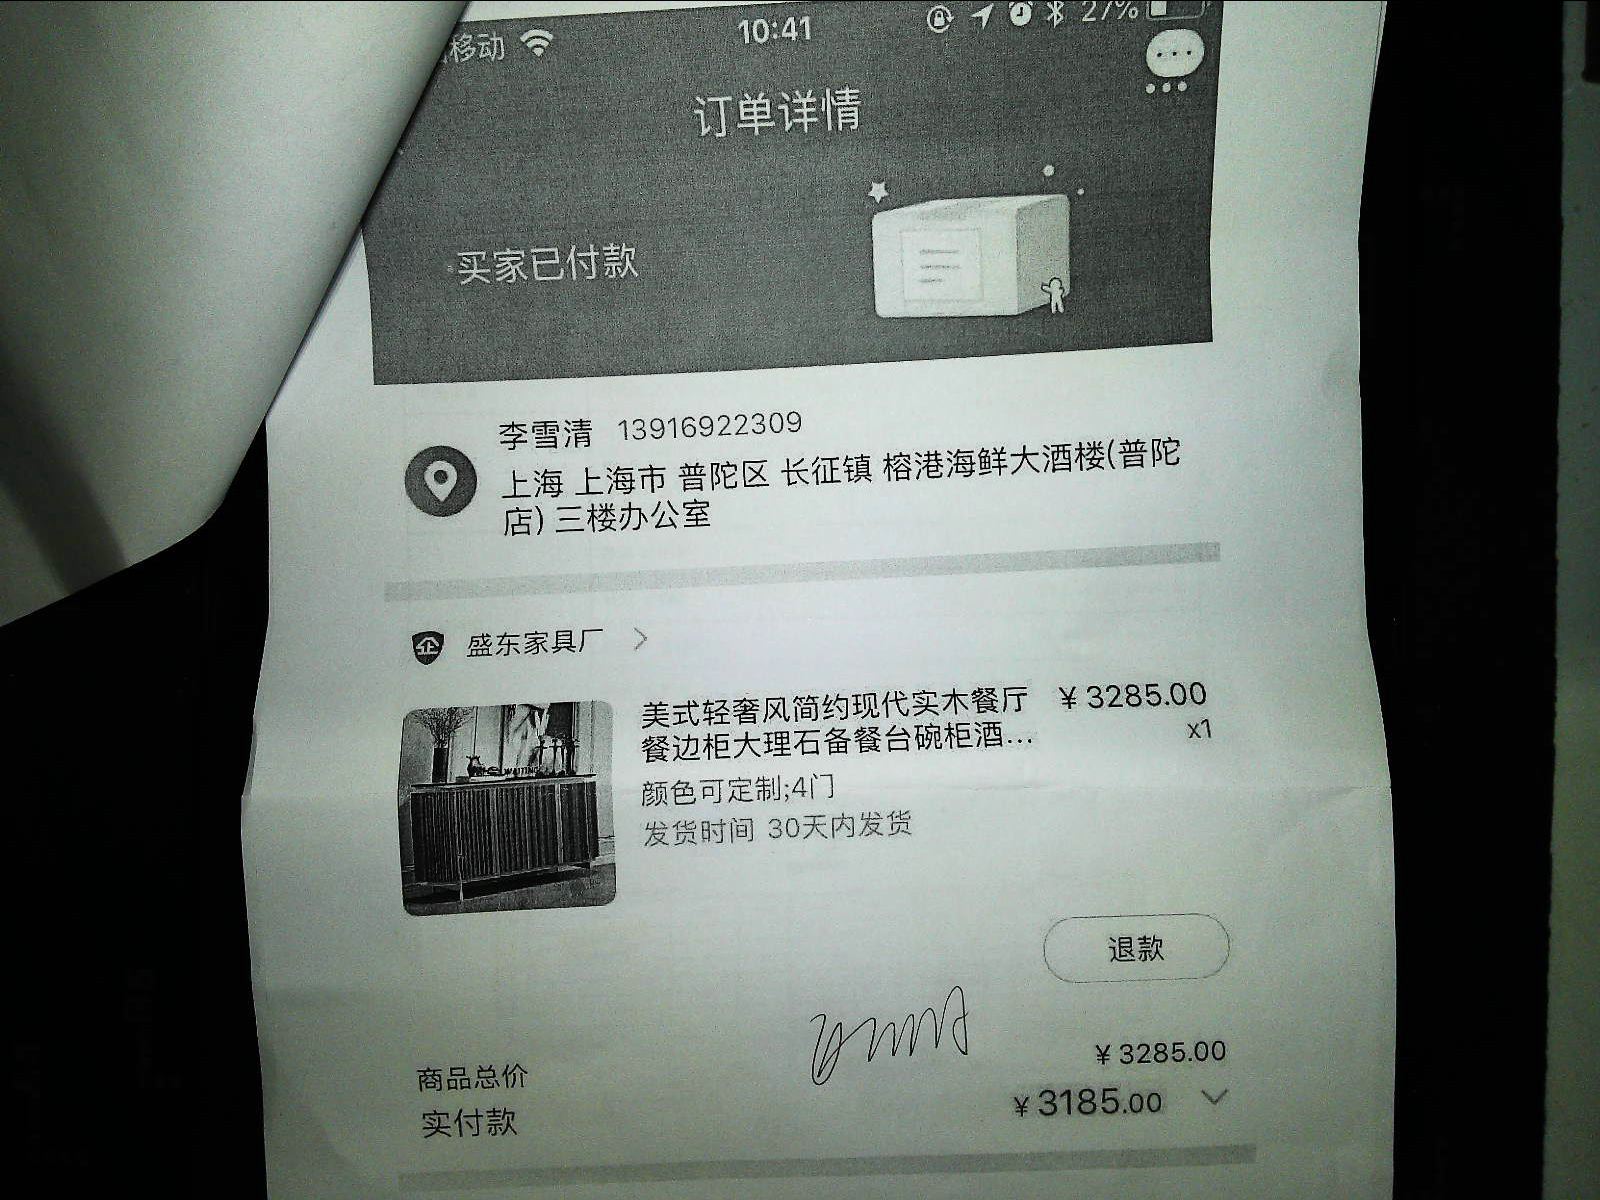 移动 10:41 27%
订单详情
买家已付款
李雪清 13916922309
上海 上海市 普陀区 长征镇 榕港海鲜大酒楼(普陀
店) 三楼办公室
企 盛东家具厂 >
美式轻奢风简约现代实木餐厅 ¥3285.00
餐边柜大理石备餐台碗柜酒... x1
颜色可定制;4门
发货时间 30天内发货
退款
商品总价 ¥3285.00
实付款 ¥3185.00